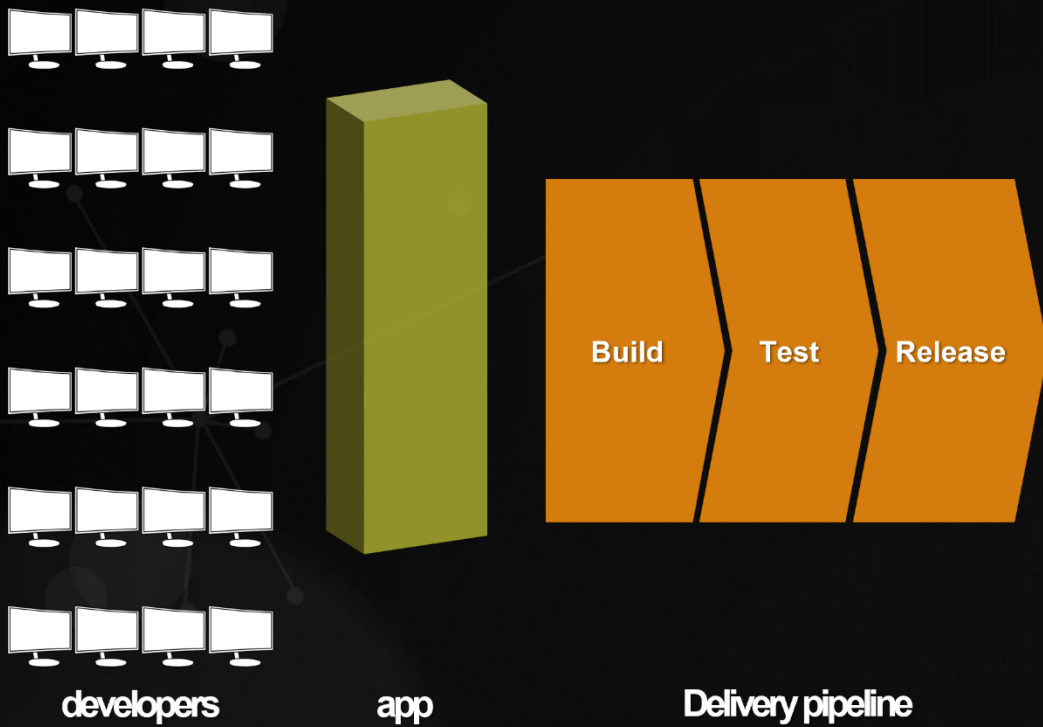 Build
Test
Release
developers
app
Delivery pipeline